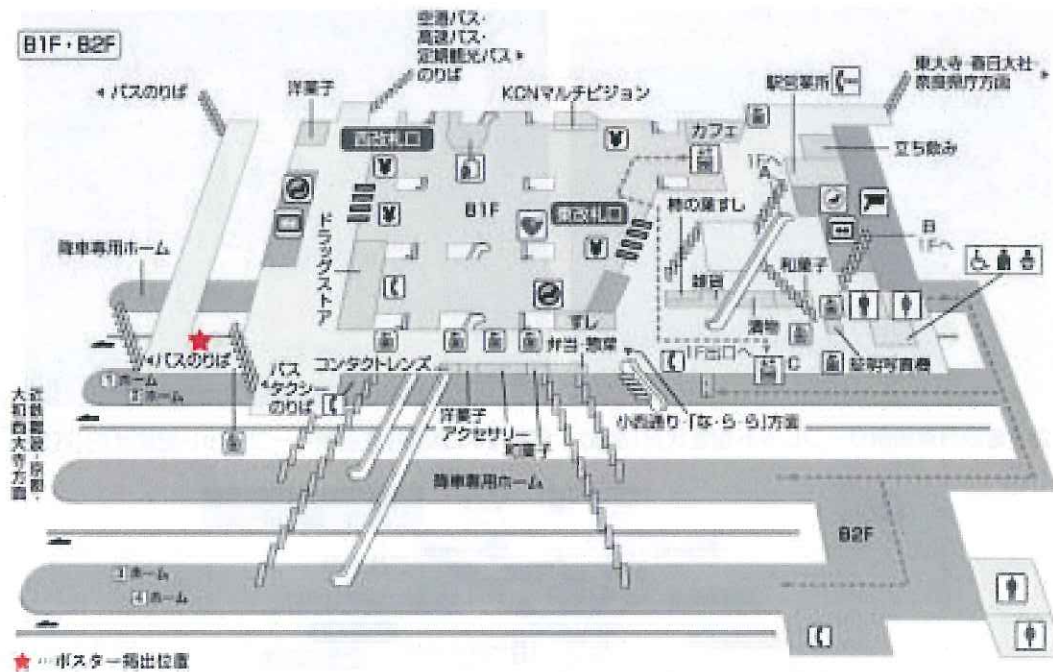 B1F・B2F
空港バス・
高速バス・
定期観光バス
のりば
バスのりば
洋菓子
KCNマルチビジョン
駅営業所
東大寺・春日大社・
奈良県庁方面
西改札口
カフェ
立ち飲み
1Fへ
A
B1F
東改札口
柿の葉すし
B
1Fへ
ドラッグストア
降車専用ホーム
和菓子
雑貨
漬物
すし
弁当・惣菜
1F出口へ
C
証明写真機
バスのりば
コンタクトレンズ
バス
タクシー
のりば
1 ホーム
2 ホーム
洋菓子
アクセサリー
和菓子
小西通り・「な・ら・ら」方面
近鉄難波・京都・
大和西大寺方面
降車専用ホーム
B2F
3 ホーム
4 ホーム
★…ポスター掲出位置